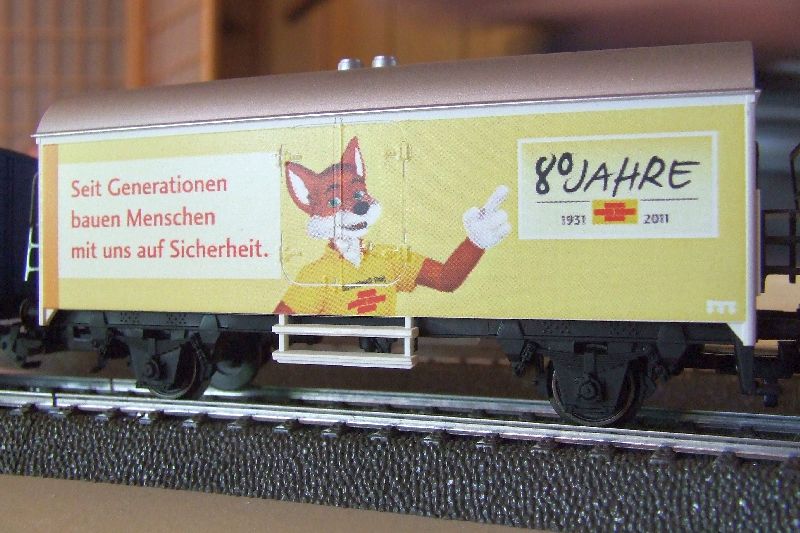 Seit Generationen
bauen Menschen
mit uns auf Sicherheit.
80 JAHRE
1931 2011